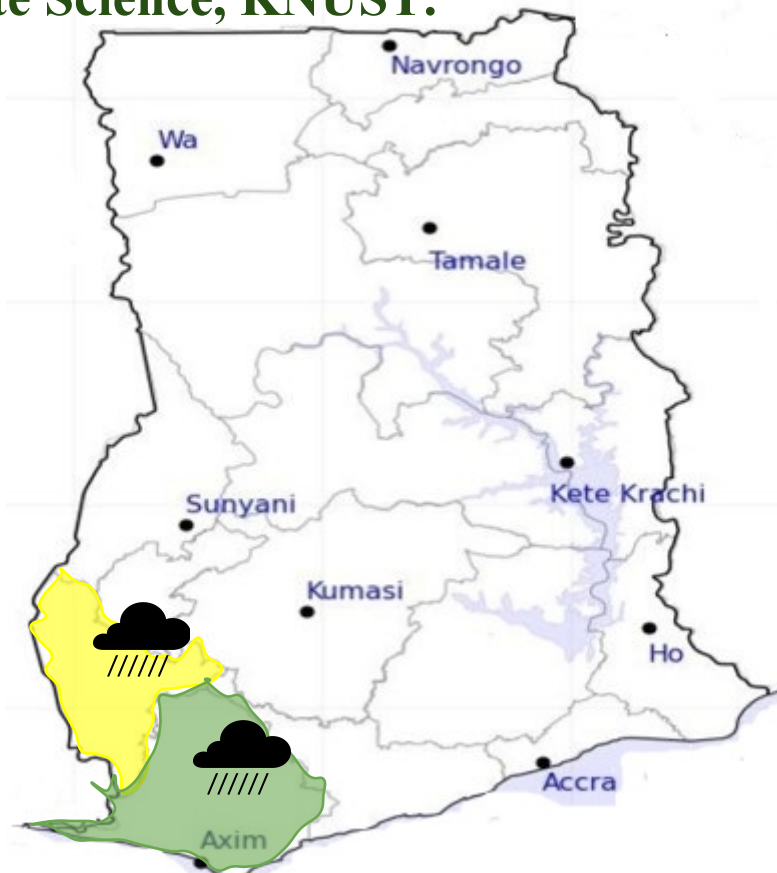 te Science, KNUST.
Navrongo
Wa
Tamale
Kete Krachi
Sunyani
Kumasi
Ho
Accra
Axim